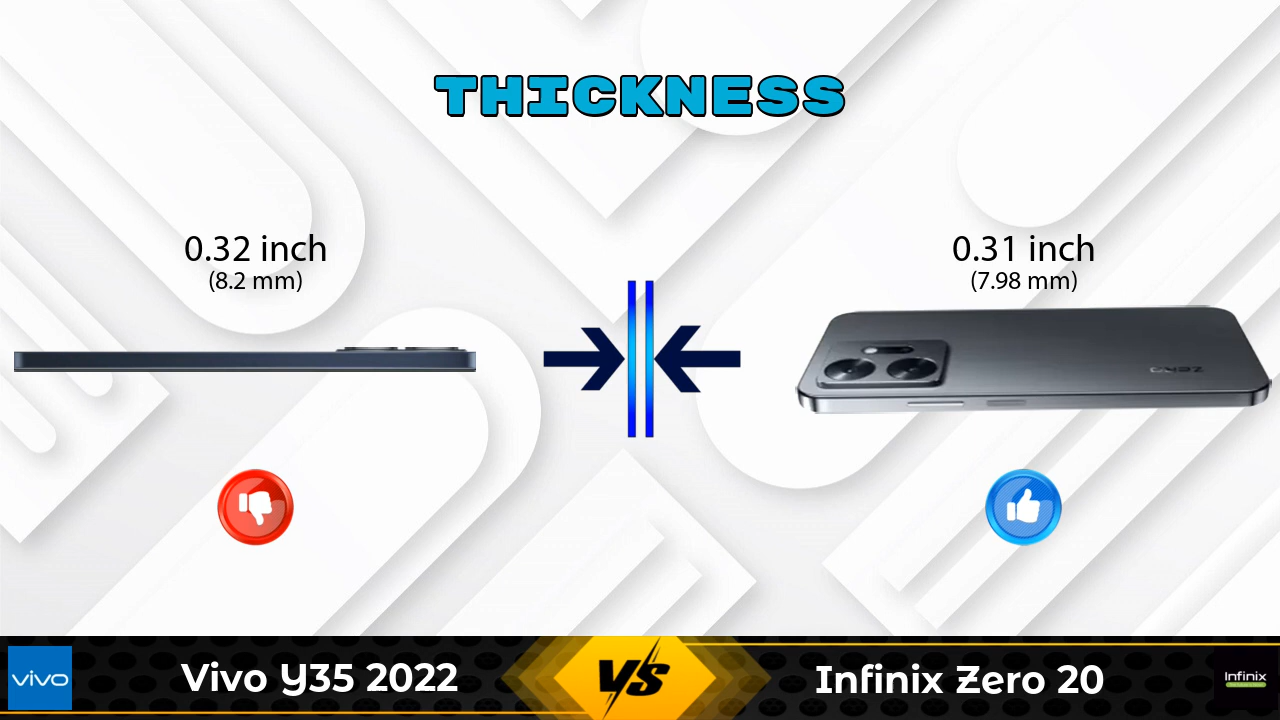 THICKNESS
0.32 inch
(8.2 mm)
0.31 inch
(7.98 mm)
ZERO
vivo
Vivo Y35 2022
VS
Infinix Zero 20
Infinix